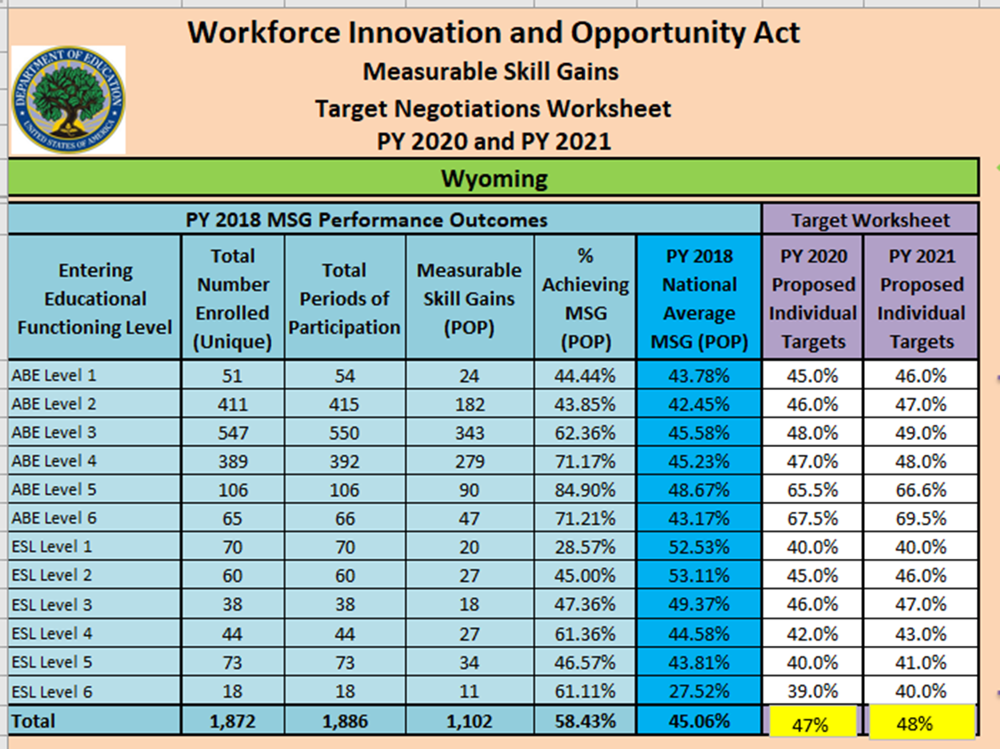 Workforce Innovation and Opportunity Act
Measurable Skill Gains
Target Negotiations Worksheet
PY 2020 and PY 2021
DEPARTMENT OF EDUCATION
UNITED STATES OF AMERICA
Wyoming
PY 2018 MSG Performance Outcomes Target Worksheet
Entering Educational Functioning Level Total Number Enrolled (Unique) Total Periods of Participation Measurable Skill Gains (POP) % Achieving MSG (POP) PY 2018 National Average MSG (POP) PY 2020 Proposed Individual Targets PY 2021 Proposed Individual Targets
ABE Level 1 51 54 24 44.44% 43.78% 45.0% 46.0%
ABE Level 2 411 415 182 43.85% 42.45% 46.0% 47.0%
ABE Level 3 547 550 343 62.36% 45.58% 48.0% 49.0%
ABE Level 4 389 392 279 71.17% 45.23% 47.0% 48.0%
ABE Level 5 106 106 90 84.90% 48.67% 65.5% 66.6%
ABE Level 6 65 66 47 71.21% 43.17% 67.5% 69.5%
ESL Level 1 70 70 20 28.57% 52.53% 40.0% 40.0%
ESL Level 2 60 60 27 45.00% 53.11% 45.0% 46.0%
ESL Level 3 38 38 18 47.36% 49.37% 46.0% 47.0%
ESL Level 4 44 44 27 61.36% 44.58% 42.0% 43.0%
ESL Level 5 73 73 34 46.57% 43.81% 40.0% 41.0%
ESL Level 6 18 18 11 61.11% 27.52% 39.0% 40.0%
Total 1,872 1,886 1,102 58.43% 45.06% 47% 48%